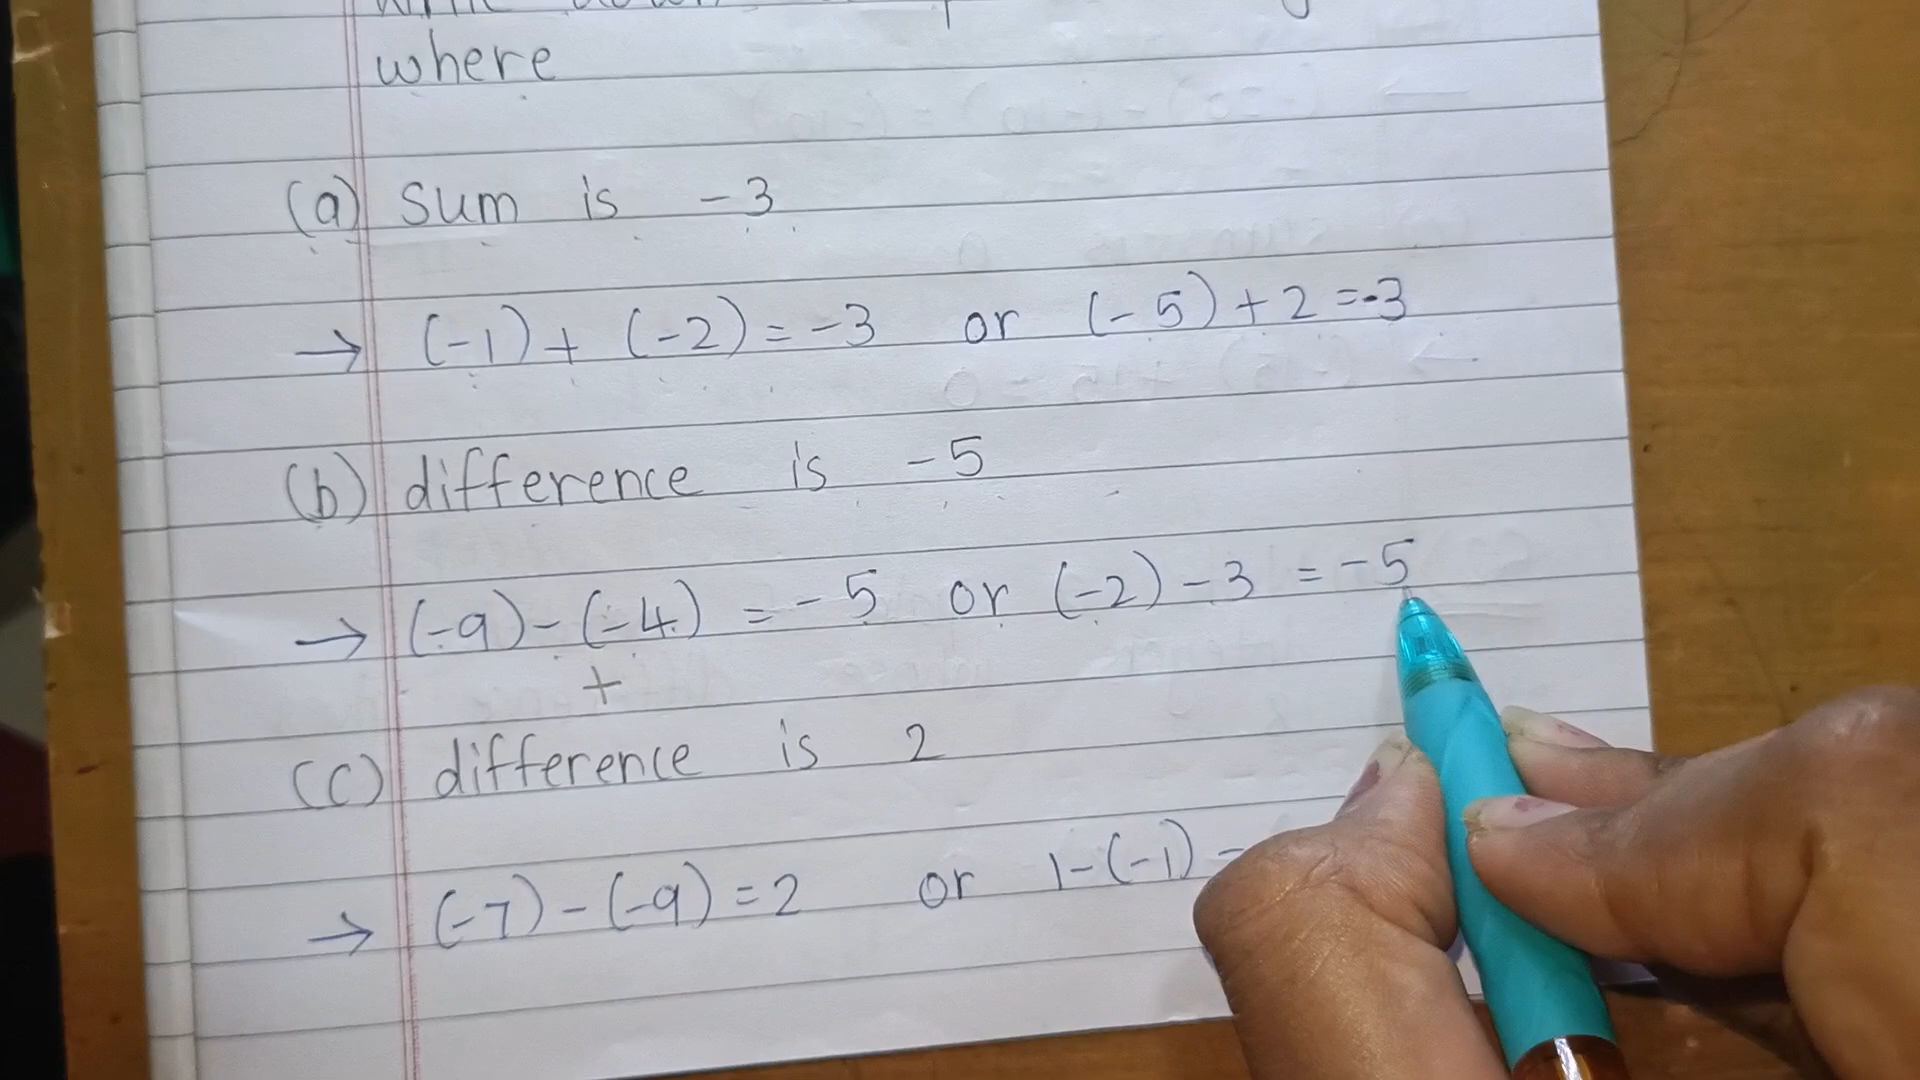 where
(a) sum is -3
→ (-1) + (-2) = -3 or (-5) + 2 = -3
(b) difference is -5
→ (-9) - (-4) = -5 or (-2) - 3 = -5
+
(c) difference is 2
→ (-7) - (-9) = 2 or 1 - (-1) =